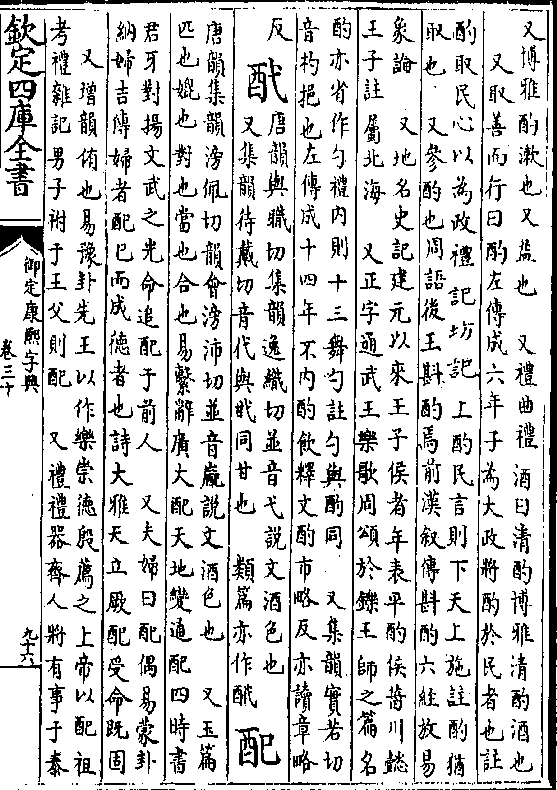 又博雅酌漱也又益也　又禮曲禮酒曰清酌博雅清酌酒也
又取善而行曰酌左傳成六年子為大政將酌於民者也註
酌取民心以為政禮記坊記上酌民言則下天上施註酌猶
取也　又參酌也周語後王斟酌焉前漢叙傳斟酌六經放易
象論　又地名史記建元以來王子侯者年表平酌侯菑川懿
王子註屬北海　又正字通武王樂歌周頌於鑠王師之篇名
酌亦省作勺禮內則十三舞勺註勺與酌同　又集韻實若切
音杓挹也左傳成十四年不內酌飲釋文酌市略反亦讀章略
反　酖唐韻與職切集韻逸織切並音弋說文酒色也
又集韻待戴切音代與甙同甘也　類篇亦作䣧　配
唐韻集韻滂佩切韻會滂沛切並音嶏說文酒色也　又玉篇
匹也媲也對也當也合也易繫辭廣大配天地變通配四時書
君牙對揚文武之光命追配于前人　又夫婦曰配偶易蒙卦
納婦吉傳婦者配已而成德者也詩大雅天立厥配受命既固
又增韻侑也易豫卦先王以作樂崇德殷薦之上帝以配祖
考禮雜記男子祔于王父則配　又禮禮器齊人將有事于泰
欽定四庫全書
御定康熙字典
卷三十
九十六